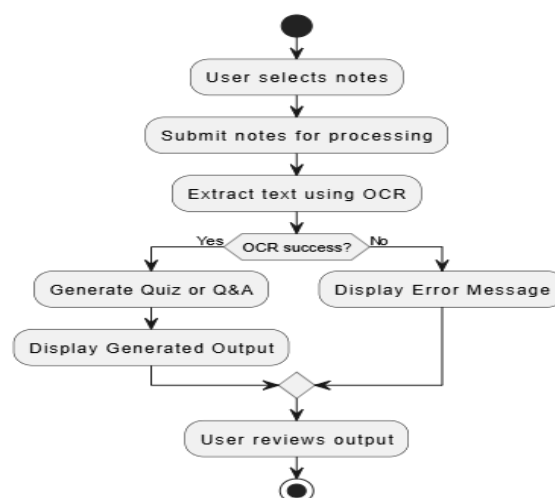 User selects notes
Submit notes for processing
Extract text using OCR
OCR success?
Yes
No
Generate Quiz or Q&A
Display Error Message
Display Generated Output
User reviews output